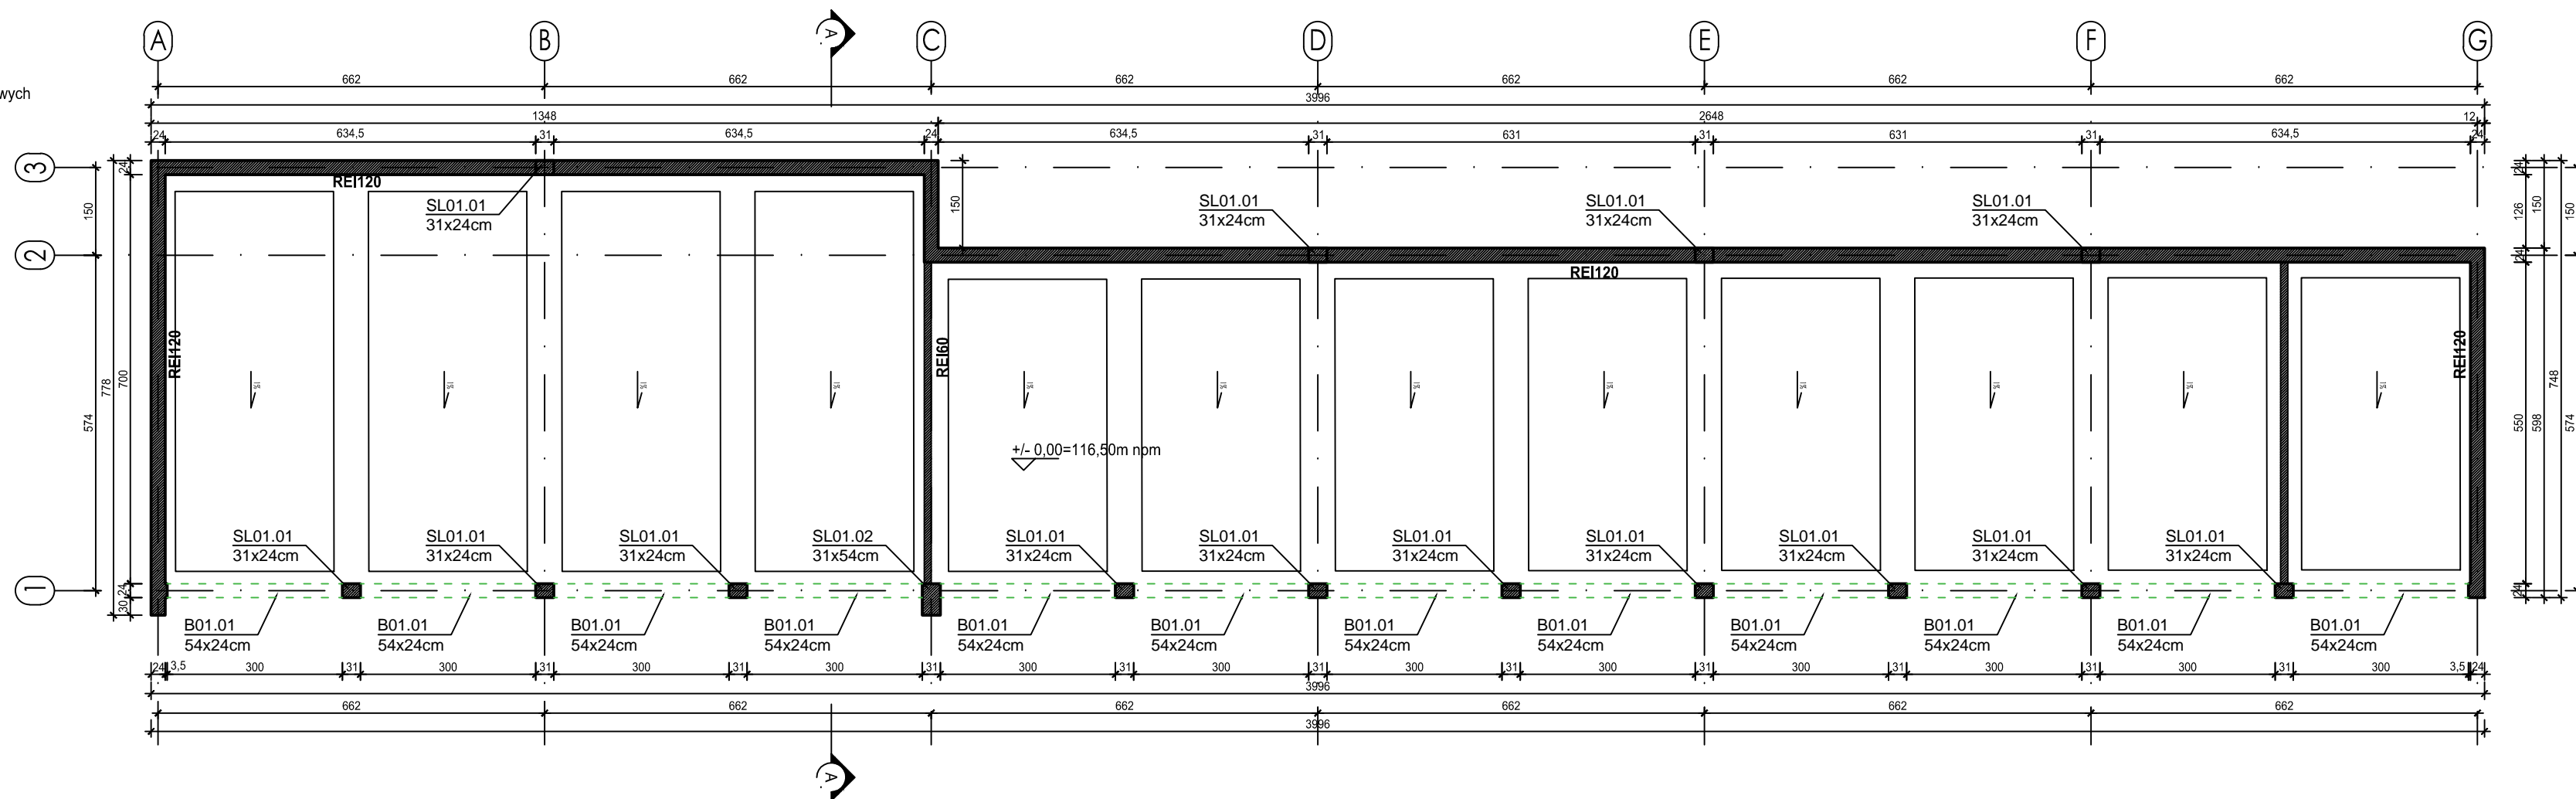 A B A C D E F G
662 662 662 662 662 662
wych
3996
1348 2648 12
24 634,5 31 634,5 24 634,5 31 631 31 631 31 634,5 24
3
2
1
24
150
700
778
574
24
30
REI120
REI120
REI60
REI120
REI120
150
SL01.01
31x24cm
SL01.01
31x24cm
SL01.01
31x24cm
SL01.01
31x24cm
+/- 0,00=116,50m npm
SL01.01
31x24cm
SL01.01
31x24cm
SL01.01
31x24cm
SL01.02
31x54cm
SL01.01
31x24cm
SL01.01
31x24cm
SL01.01
31x24cm
SL01.01
31x24cm
SL01.01
31x24cm
SL01.01
31x24cm
SL01.01
31x24cm
B01.01
54x24cm
B01.01
54x24cm
B01.01
54x24cm
B01.01
54x24cm
B01.01
54x24cm
B01.01
54x24cm
B01.01
54x24cm
B01.01
54x24cm
B01.01
54x24cm
B01.01
54x24cm
B01.01
54x24cm
B01.01
54x24cm
24
126
150
150
24
550
598
748
574
24
24 3,5 300 31 300 31 300 31 300 31 300 31 300 31 300 31 300 31 300 31 300 31 300 31 300 3,5 24
3996
662 662 662 662 662 662
3996
A